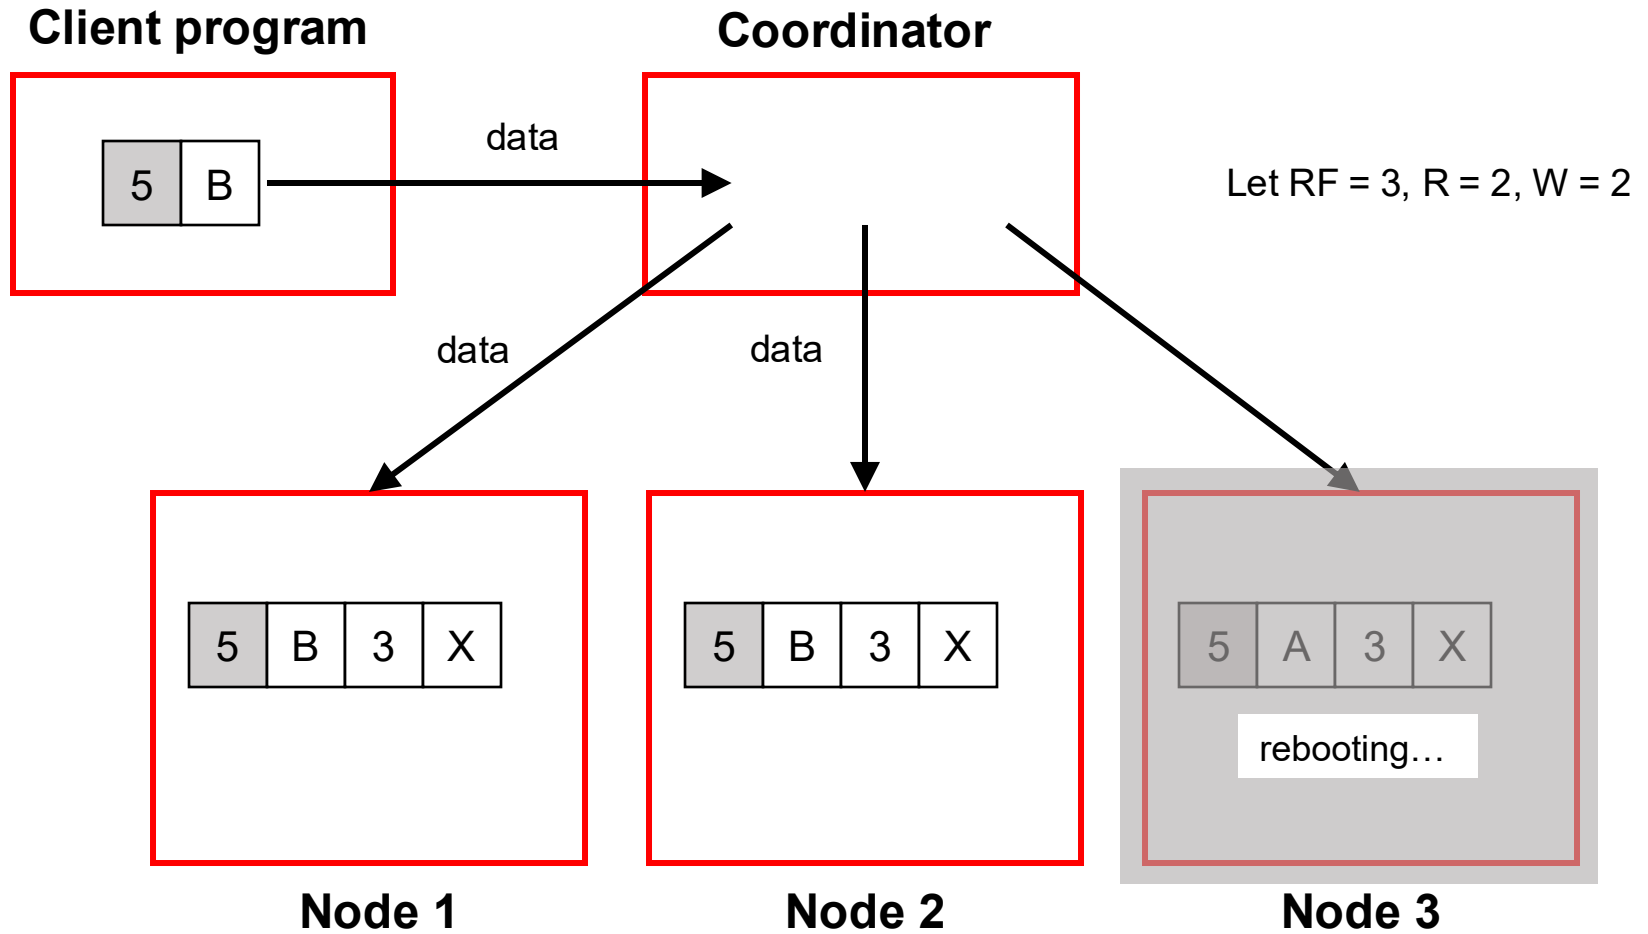 Client program
Coordinator
5 B
data
Let RF = 3, R = 2, W = 2
data
data
5 B 3 X
5 B 3 X
5 A 3 X
rebooting…
Node 1
Node 2
Node 3